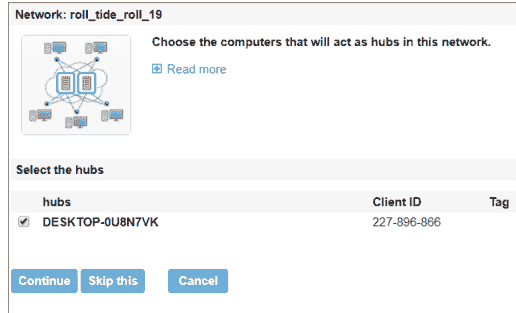 Network: roll_tide_roll_19
Choose the computers that will act as hubs in this network.
Read more
Select the hubs
hubs Client ID Tag
DESKTOP-0U8N7VK 227-896-866
Continue Skip this Cancel